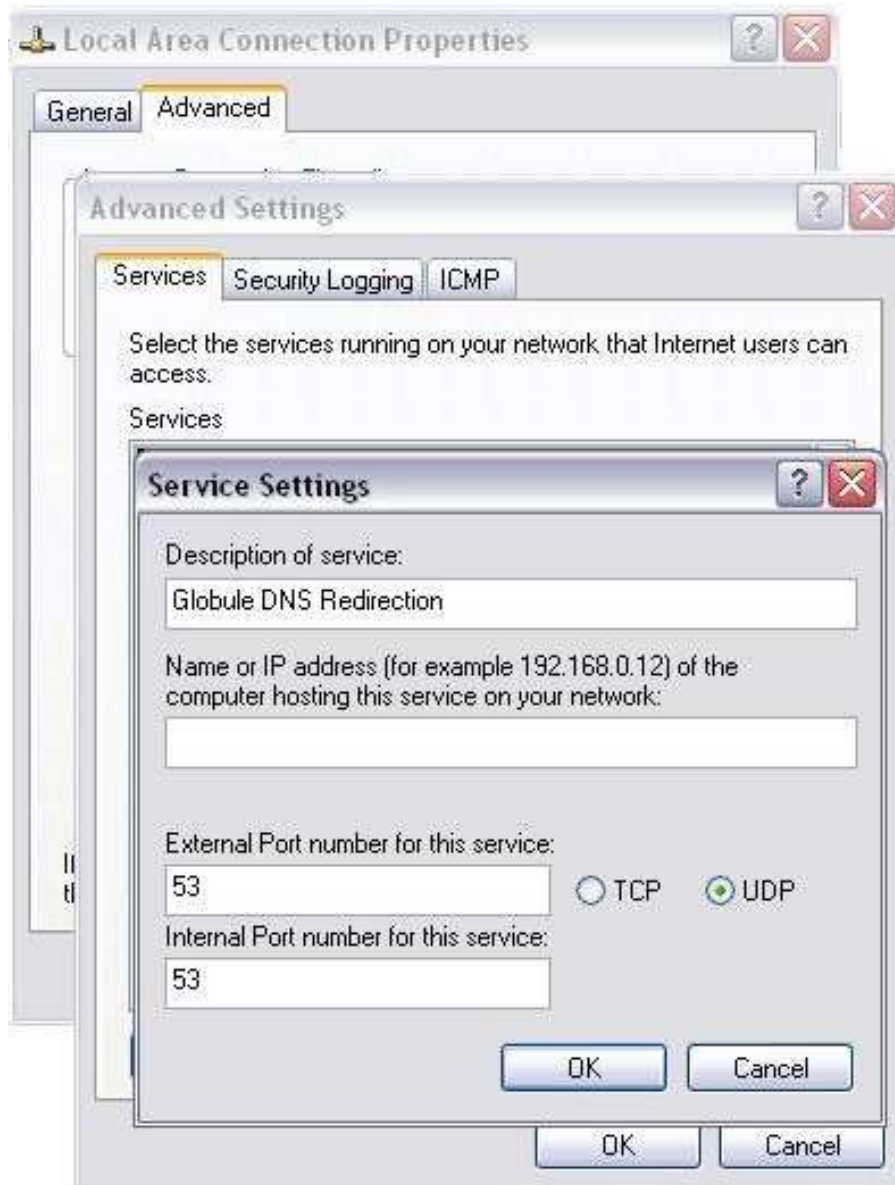 Local Area Connection Properties
General
Advanced
Advanced Settings
Services
Security Logging
ICMP
Select the services running on your network that Internet users can
access.
Services
Service Settings
Description of service:
Globule DNS Redirection
Name or IP address (for example 192.168.0.12) of the
computer hosting this service on your network:
External Port number for this service:
53
TCP
UDP
Internal Port number for this service:
53
OK
Cancel
OK
Cancel